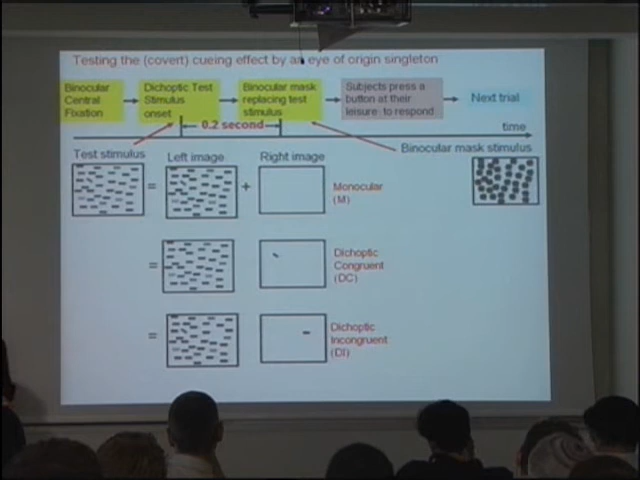 Testing the (covert) cueing effect by an eye of origin singleton
Binocular
Central
Fixation
Dichoptic Test
Stimulus
onset
Binocular mask
replacing test
stimulus
Subjects press a
button at their
leisure to respond
Next trial
0.2 second
time
Test stimulus
Left image
Right image
Binocular mask stimulus
=
+
Monocular
(M)
=
Dichoptic
Congruent
(DC)
=
Dichoptic
Incongruent
(DI)